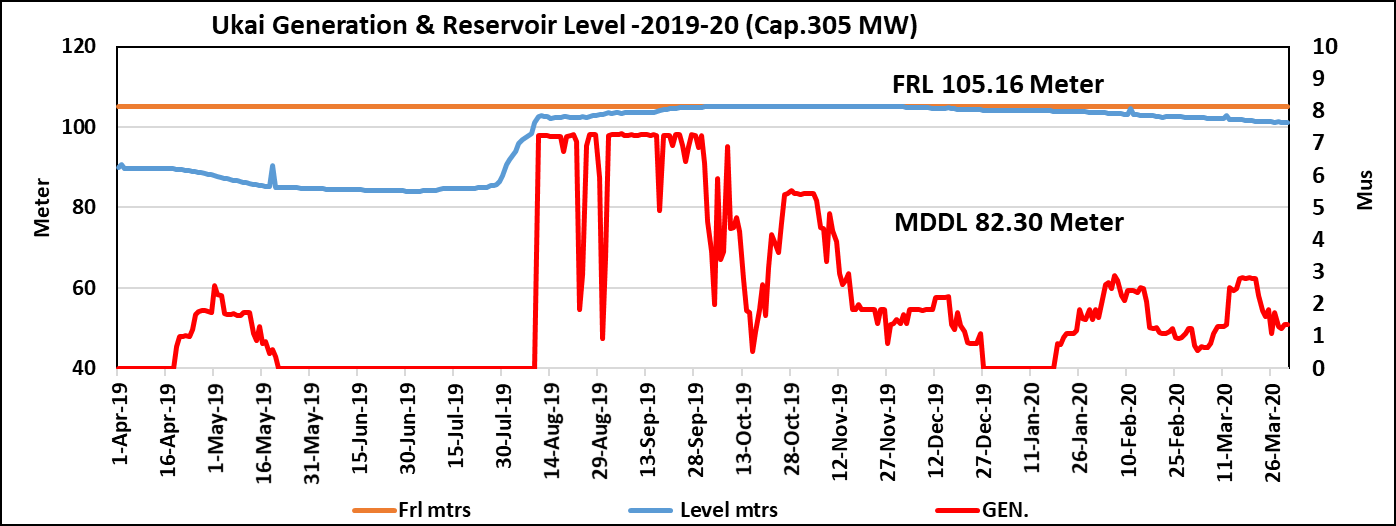 Ukai Generation & Reservoir Level -2019-20 (Cap.305 MW)
120
100
80
60
40
Meter
10
9
8
7
6
5
4
3
2
1
0
Mus
FRL 105.16 Meter
MDDL 82.30 Meter
1-Apr-19
16-Apr-19
1-May-19
16-May-19
31-May-19
15-Jun-19
30-Jun-19
15-Jul-19
30-Jul-19
14-Aug-19
29-Aug-19
13-Sep-19
28-Sep-19
13-Oct-19
28-Oct-19
12-Nov-19
27-Nov-19
12-Dec-19
27-Dec-19
11-Jan-20
26-Jan-20
10-Feb-20
25-Feb-20
11-Mar-20
26-Mar-20
Frl mtrs
Level mtrs
GEN.